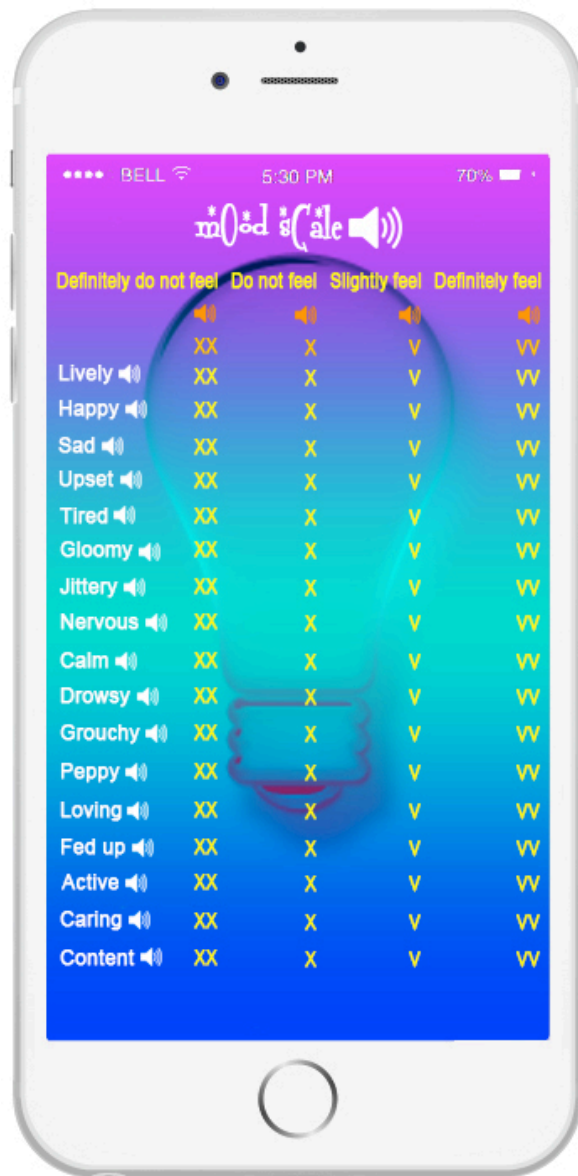 BELL 5:30 PM 70%
mOod sCale
Definitely do not feel Do not feel Slightly feel Definitely feel
XX X V VV
Lively XX X V VV
Happy XX X V VV
Sad XX X V VV
Upset XX X V VV
Tired XX X V VV
Gloomy XX X V VV
Jittery XX X V VV
Nervous XX X V VV
Calm XX X V VV
Drowsy XX X V VV
Grouchy XX X V VV
Peppy XX X V VV
Loving XX X V VV
Fed up XX X V VV
Active XX X V VV
Caring XX X V VV
Content XX X V VV